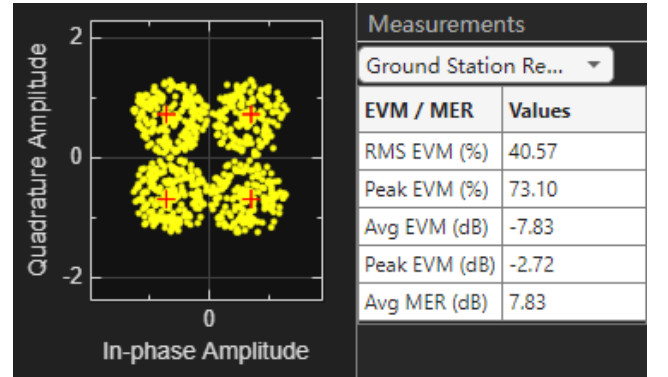 Quadrature Amplitude
2
0
-2
0
In-phase Amplitude
Measurements
Ground Station Re...
EVM / MER Values
RMS EVM (%) 40.57
Peak EVM (%) 73.10
Avg EVM (dB) -7.83
Peak EVM (dB) -2.72
Avg MER (dB) 7.83